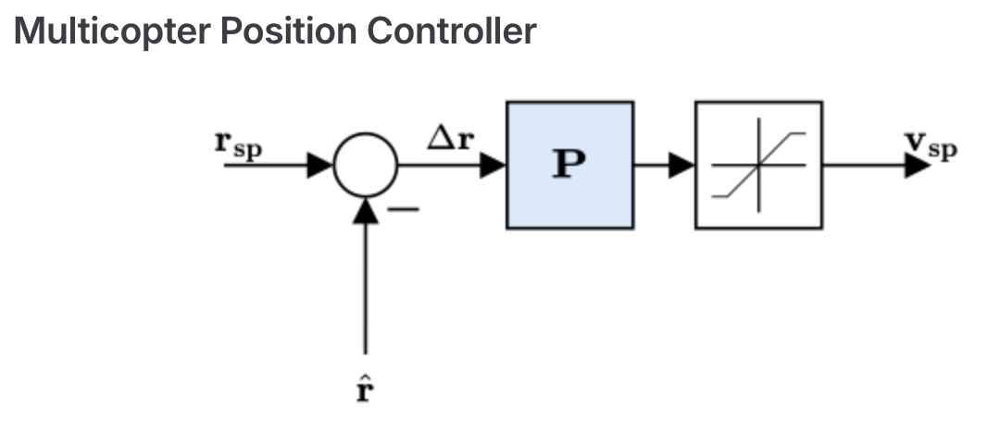 Multicopter Position Controller
r_sp
Δr
P
v_sp
−
r̂